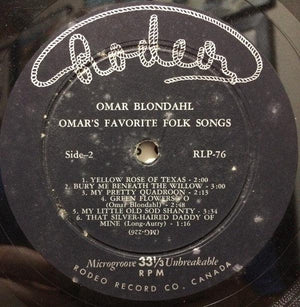 Rodeo
OMAR BLONDAHL
OMAR'S FAVORITE FOLK SONGS
Side-2 RLP-76
1. YELLOW ROSE OF TEXAS - 2:00
2. BURY ME BENEATH THE WILLOW - 3:00
3. MY PRETTY QUADROON - 2:
4. GREEN FLOWERS O
(Omar Blondahl) - 2:48
5. MY LITTLE OLD SOD SHANTY - 3:34
6. THAT SILVER-HAIRED DADDY OF
MINE (Long-Autry) - 1:16
Microgroove 33⅓ Unbreakable
RPM
RODEO RECORD CO. CANADA